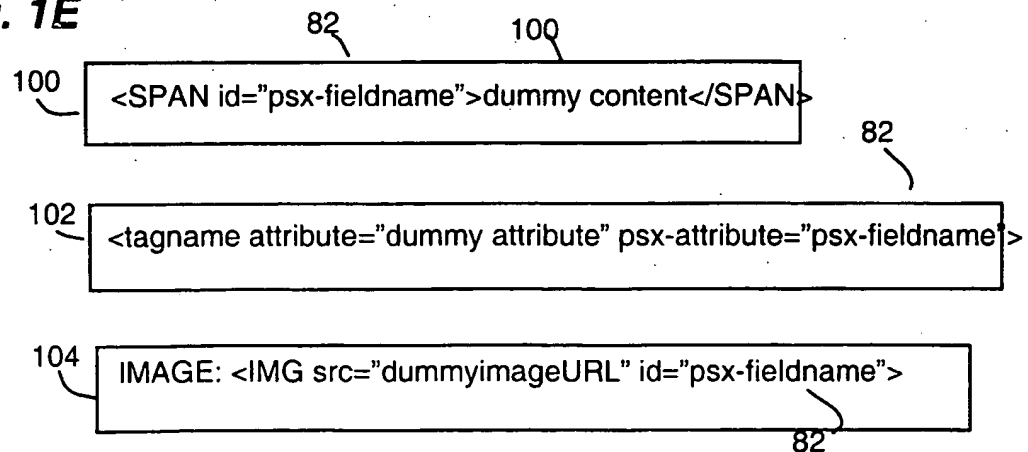 . 1E
82 100
100 <SPAN id="psx-fieldname">dummy content</SPAN>
82
102 <tagname attribute="dummy attribute" psx-attribute="psx-fieldname">
104 IMAGE: <IMG src="dummyimageURL" id="psx-fieldname">
82